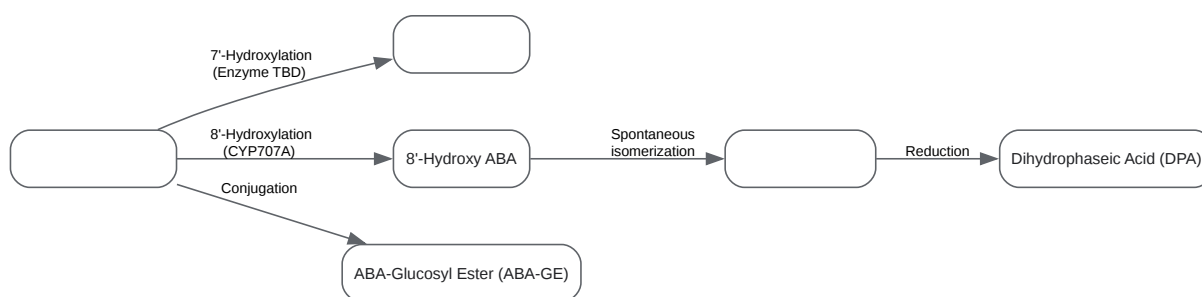 7'-Hydroxylation
(Enzyme TBD)
8'-Hydroxylation
(CYP707A)
8'-Hydroxy ABA
Spontaneous
isomerization
Reduction
Dihydrophaseic Acid (DPA)
Conjugation
ABA-Glucosyl Ester (ABA-GE)